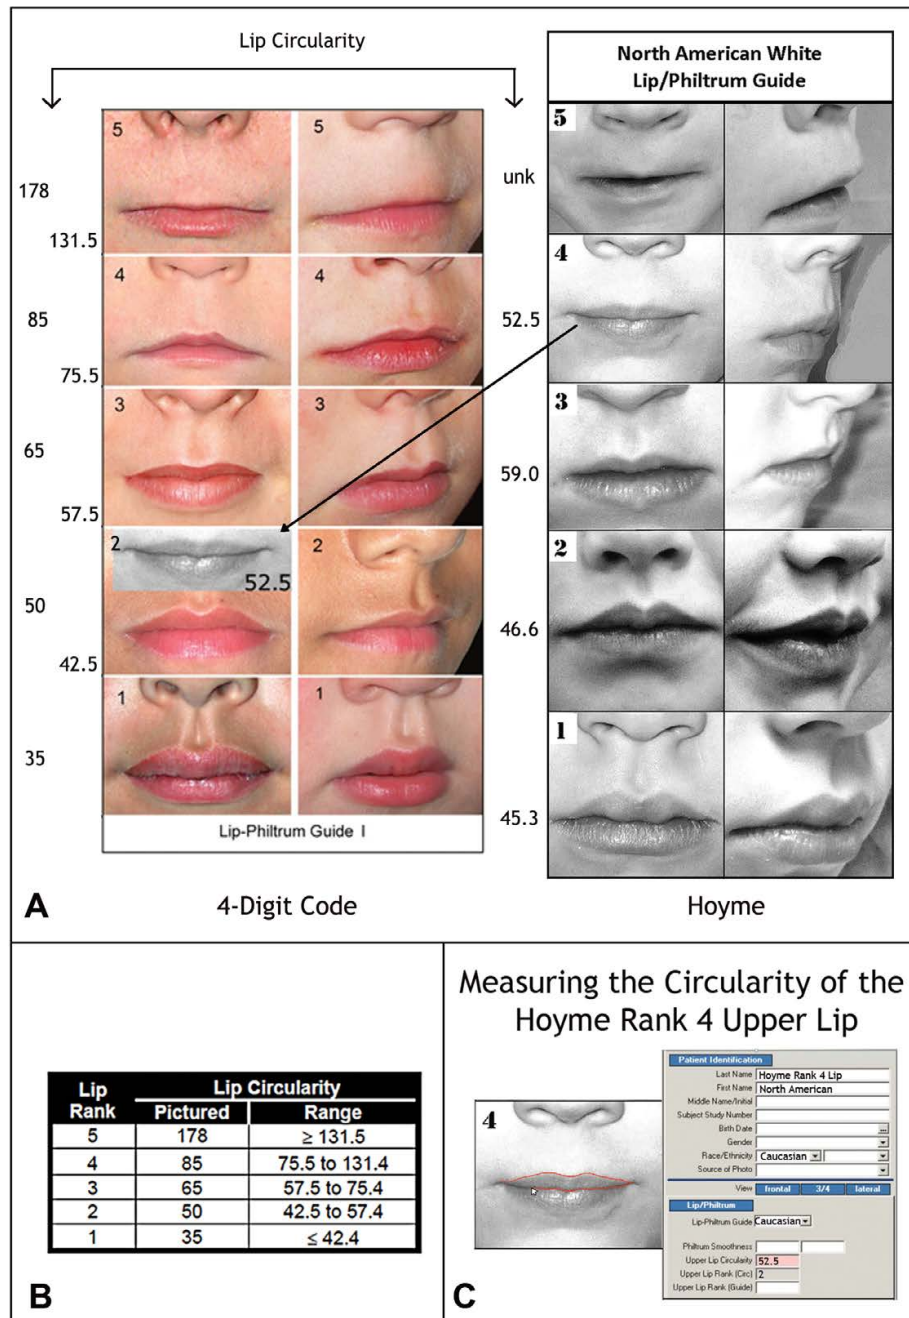 Lip Circularity
North American White
Lip/Philtrum Guide
178
131.5
85
75.5
65
57.5
50
42.5
35
5
5
4
4
3
3
2
52.5
2
1
1
Lip-Philtrum Guide I
unk
52.5
59.0
46.6
45.3
5
4
3
2
1
A
4-Digit Code
Hoyme
Lip Rank
Lip Circularity
Pictured
Range
5 178 ≥ 131.5
4 85 75.5 to 131.4
3 65 57.5 to 75.4
2 50 42.5 to 57.4
1 35 ≤ 42.4
B
Measuring the Circularity of the
Hoyme Rank 4 Upper Lip
4
Patient Identification
Last Name Hoyme Rank 4 Lip
First Name North American
Middle Name/Initial
Subject Study Number
Birth Date ...
Gender
Race/Ethnicity Caucasian
Source of Photo
View frontal 3/4 lateral
Lip/Philtrum
Lip-Philtrum Guide Caucasian
Philtrum Smoothness
Upper Lip Circularity 52.5
Upper Lip Rank (Circ) 2
Upper Lip Rank (Guide)
C